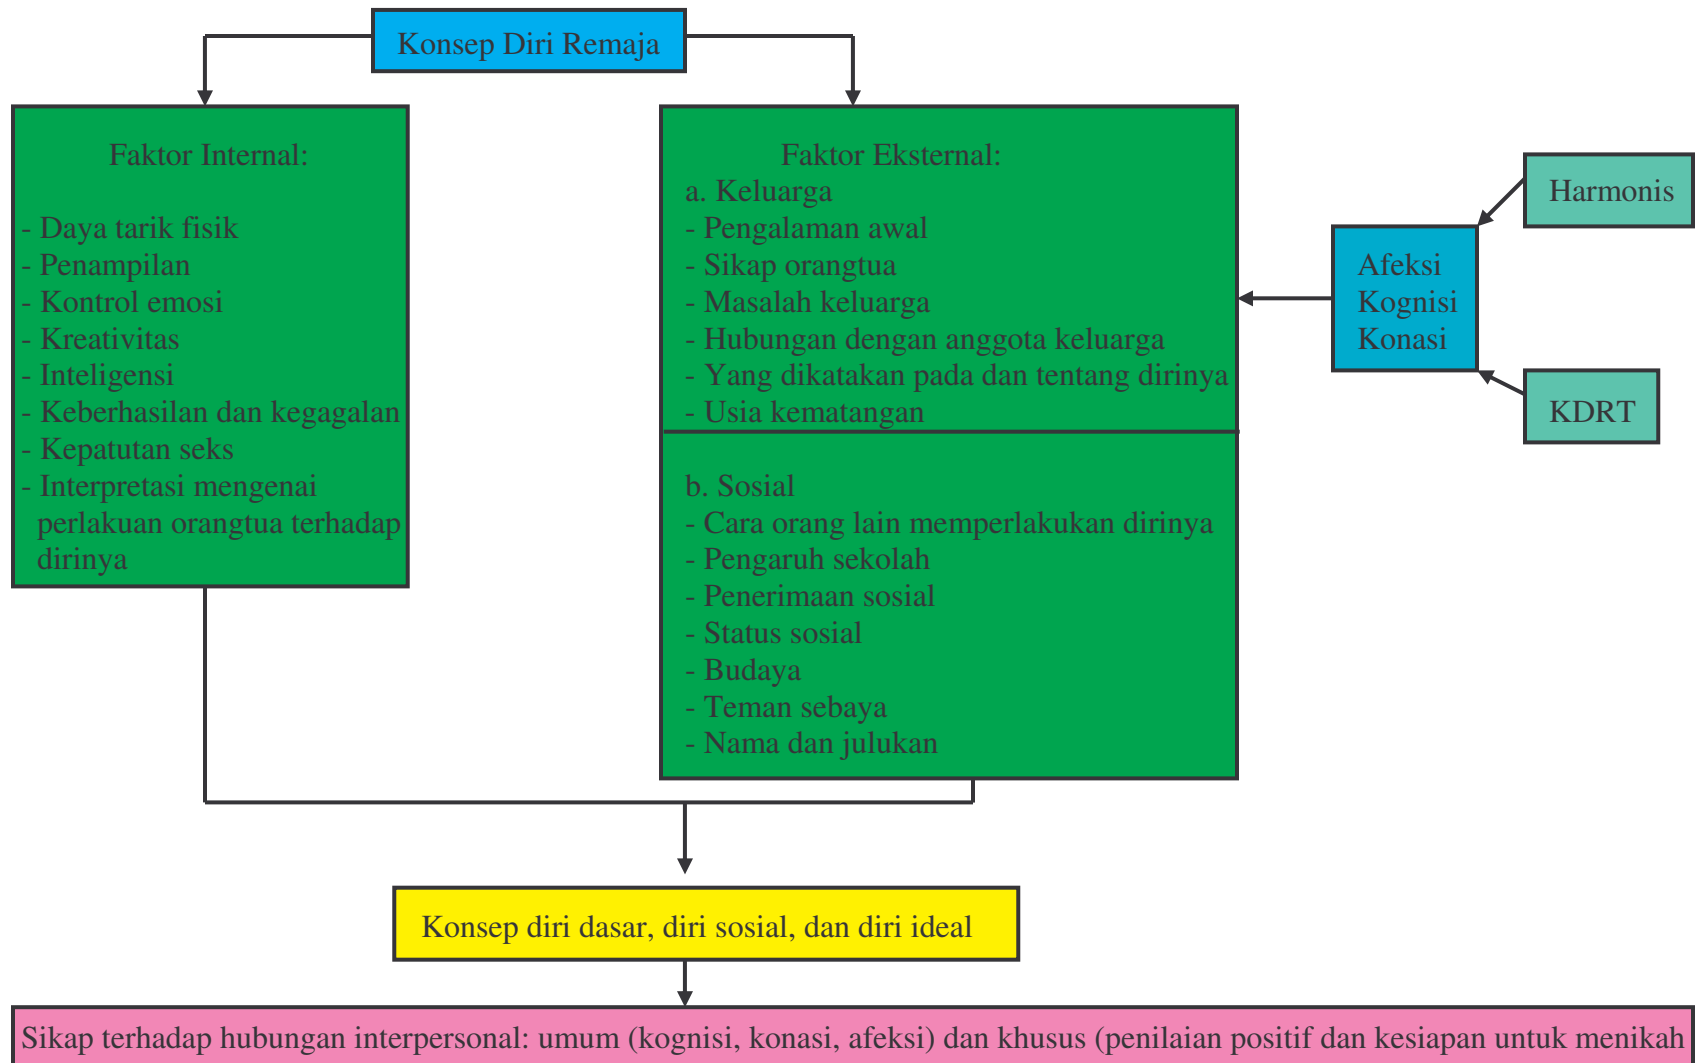 Konsep Diri Remaja
Faktor Internal:
- Daya tarik fisik
- Penampilan
- Kontrol emosi
- Kreativitas
- Inteligensi
- Keberhasilan dan kegagalan
- Kepatutan seks
- Interpretasi mengenai
perlakuan orangtua terhadap
dirinya
Faktor Eksternal:
a. Keluarga
- Pengalaman awal
- Sikap orangtua
- Masalah keluarga
- Hubungan dengan anggota keluarga
- Yang dikatakan pada dan tentang dirinya
- Usia kematangan
b. Sosial
- Cara orang lain memperlakukan dirinya
- Pengaruh sekolah
- Penerimaan sosial
- Status sosial
- Budaya
- Teman sebaya
- Nama dan julukan
Afeksi
Kognisi
Konasi
Harmonis
KDRT
Konsep diri dasar, diri sosial, dan diri ideal
Sikap terhadap hubungan interpersonal: umum (kognisi, konasi, afeksi) dan khusus (penilaian positif dan kesiapan untuk menikah